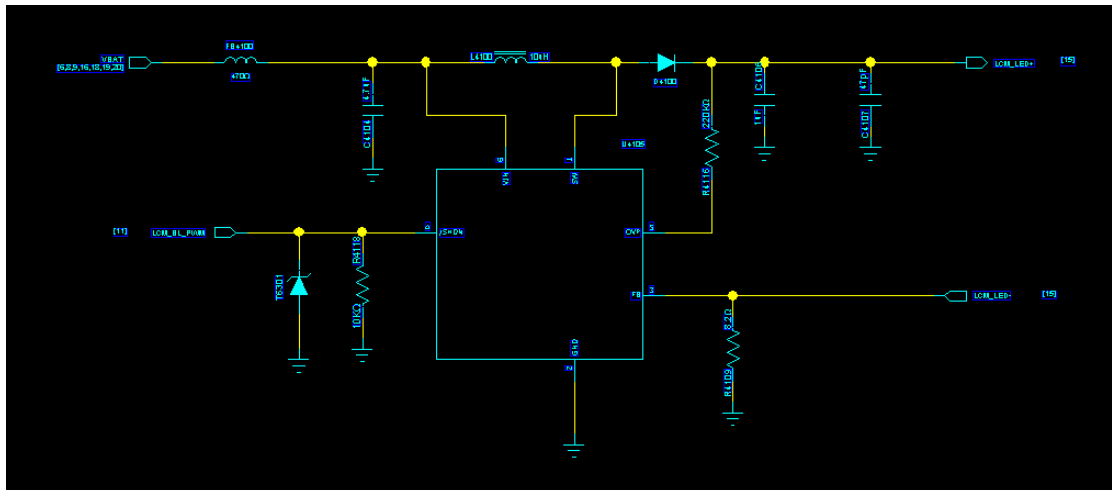 VBAT
[6,8,9,16,18,19,20]
FB4100
470Ω
4.7uF
C4104
L4100
10uH
D4100
220KΩ
R4116
C4106
1uF
47pF
C4107
LCM_LED+
[15]
U4105
6
VIN
1
SW
[11]
LCM_BL_PWM
4
/SHDN
OVP
5
T6301
R4118
10KΩ
FB
3
LCM_LED-
[15]
8.2Ω
R4109
GND
2